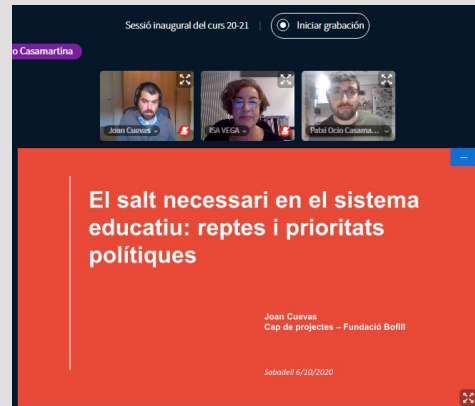 Sessió inaugural del curs 20-21
Iniciar grabación
o Casamartina
Joan Cuevas
ISA VEGA
Patxi Ocio Casama...
El salt necessari en el sistema
educatiu: reptes i prioritats
polítiques
Joan Cuevas
Cap de projectes – Fundació Bofill
Sabadell 6/10/2020